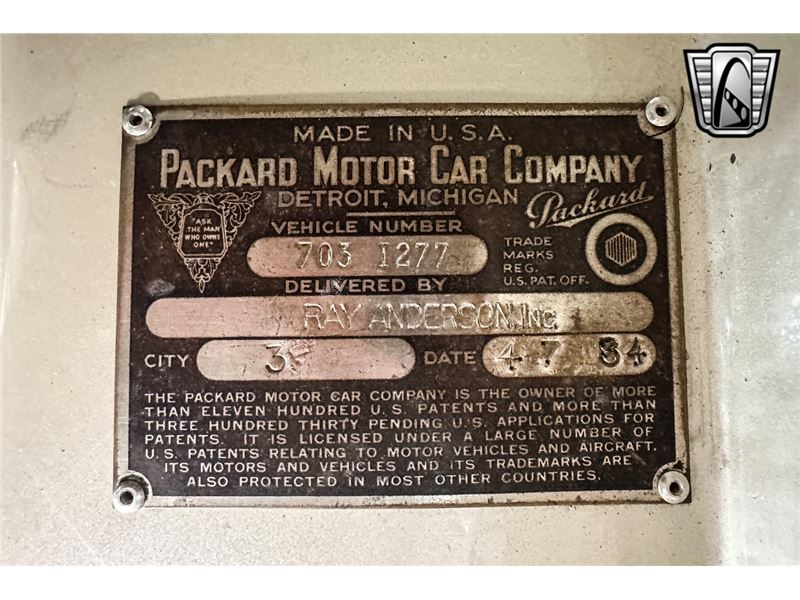 MADE IN U.S.A.
PACKARD MOTOR CAR COMPANY
DETROIT, MICHIGAN
Packard
"ASK
THE MAN
WHO OWNS
ONE"
VEHICLE NUMBER
703 1277
TRADE
MARKS
REG.
U.S. PAT. OFF.
DELIVERED BY
RAY ANDERSON, INC
CITY 3 DATE 4 7 34
THE PACKARD MOTOR CAR COMPANY IS THE OWNER OF MORE
THAN ELEVEN HUNDRED U.S. PATENTS AND MORE THAN
THREE HUNDRED THIRTY PENDING U.S. APPLICATIONS FOR
PATENTS. IT IS LICENSED UNDER A LARGE NUMBER OF
U.S. PATENTS RELATING TO MOTOR VEHICLES AND AIRCRAFT.
ITS MOTORS AND VEHICLES AND ITS TRADEMARKS ARE
ALSO PROTECTED IN MOST OTHER COUNTRIES.